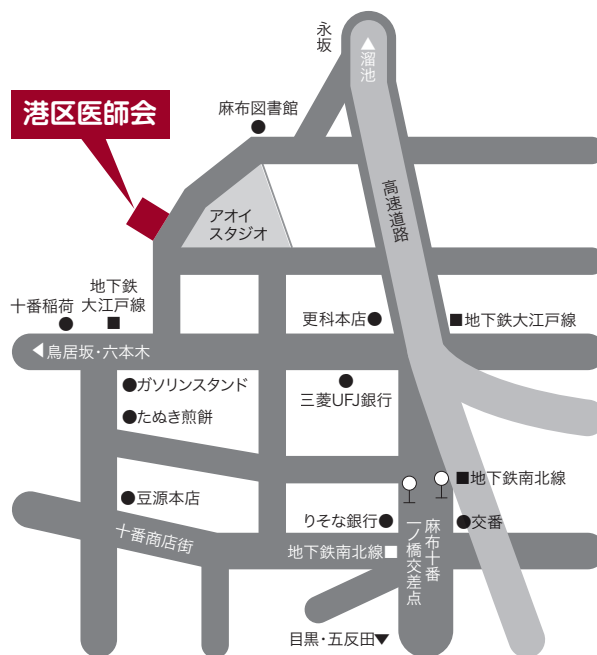 永坂
▲溜池
港区医師会
麻布図書館
高速道路
アオイ
スタジオ
地下鉄
大江戸線
十番稲荷
更科本店
地下鉄大江戸線
鳥居坂・六本木
ガソリンスタンド
三菱UFJ銀行
たぬき煎餅
地下鉄南北線
豆源本店
りそな銀行
交番
十番商店街
麻布十番
一ノ橋交差点
地下鉄南北線
目黒・五反田▼